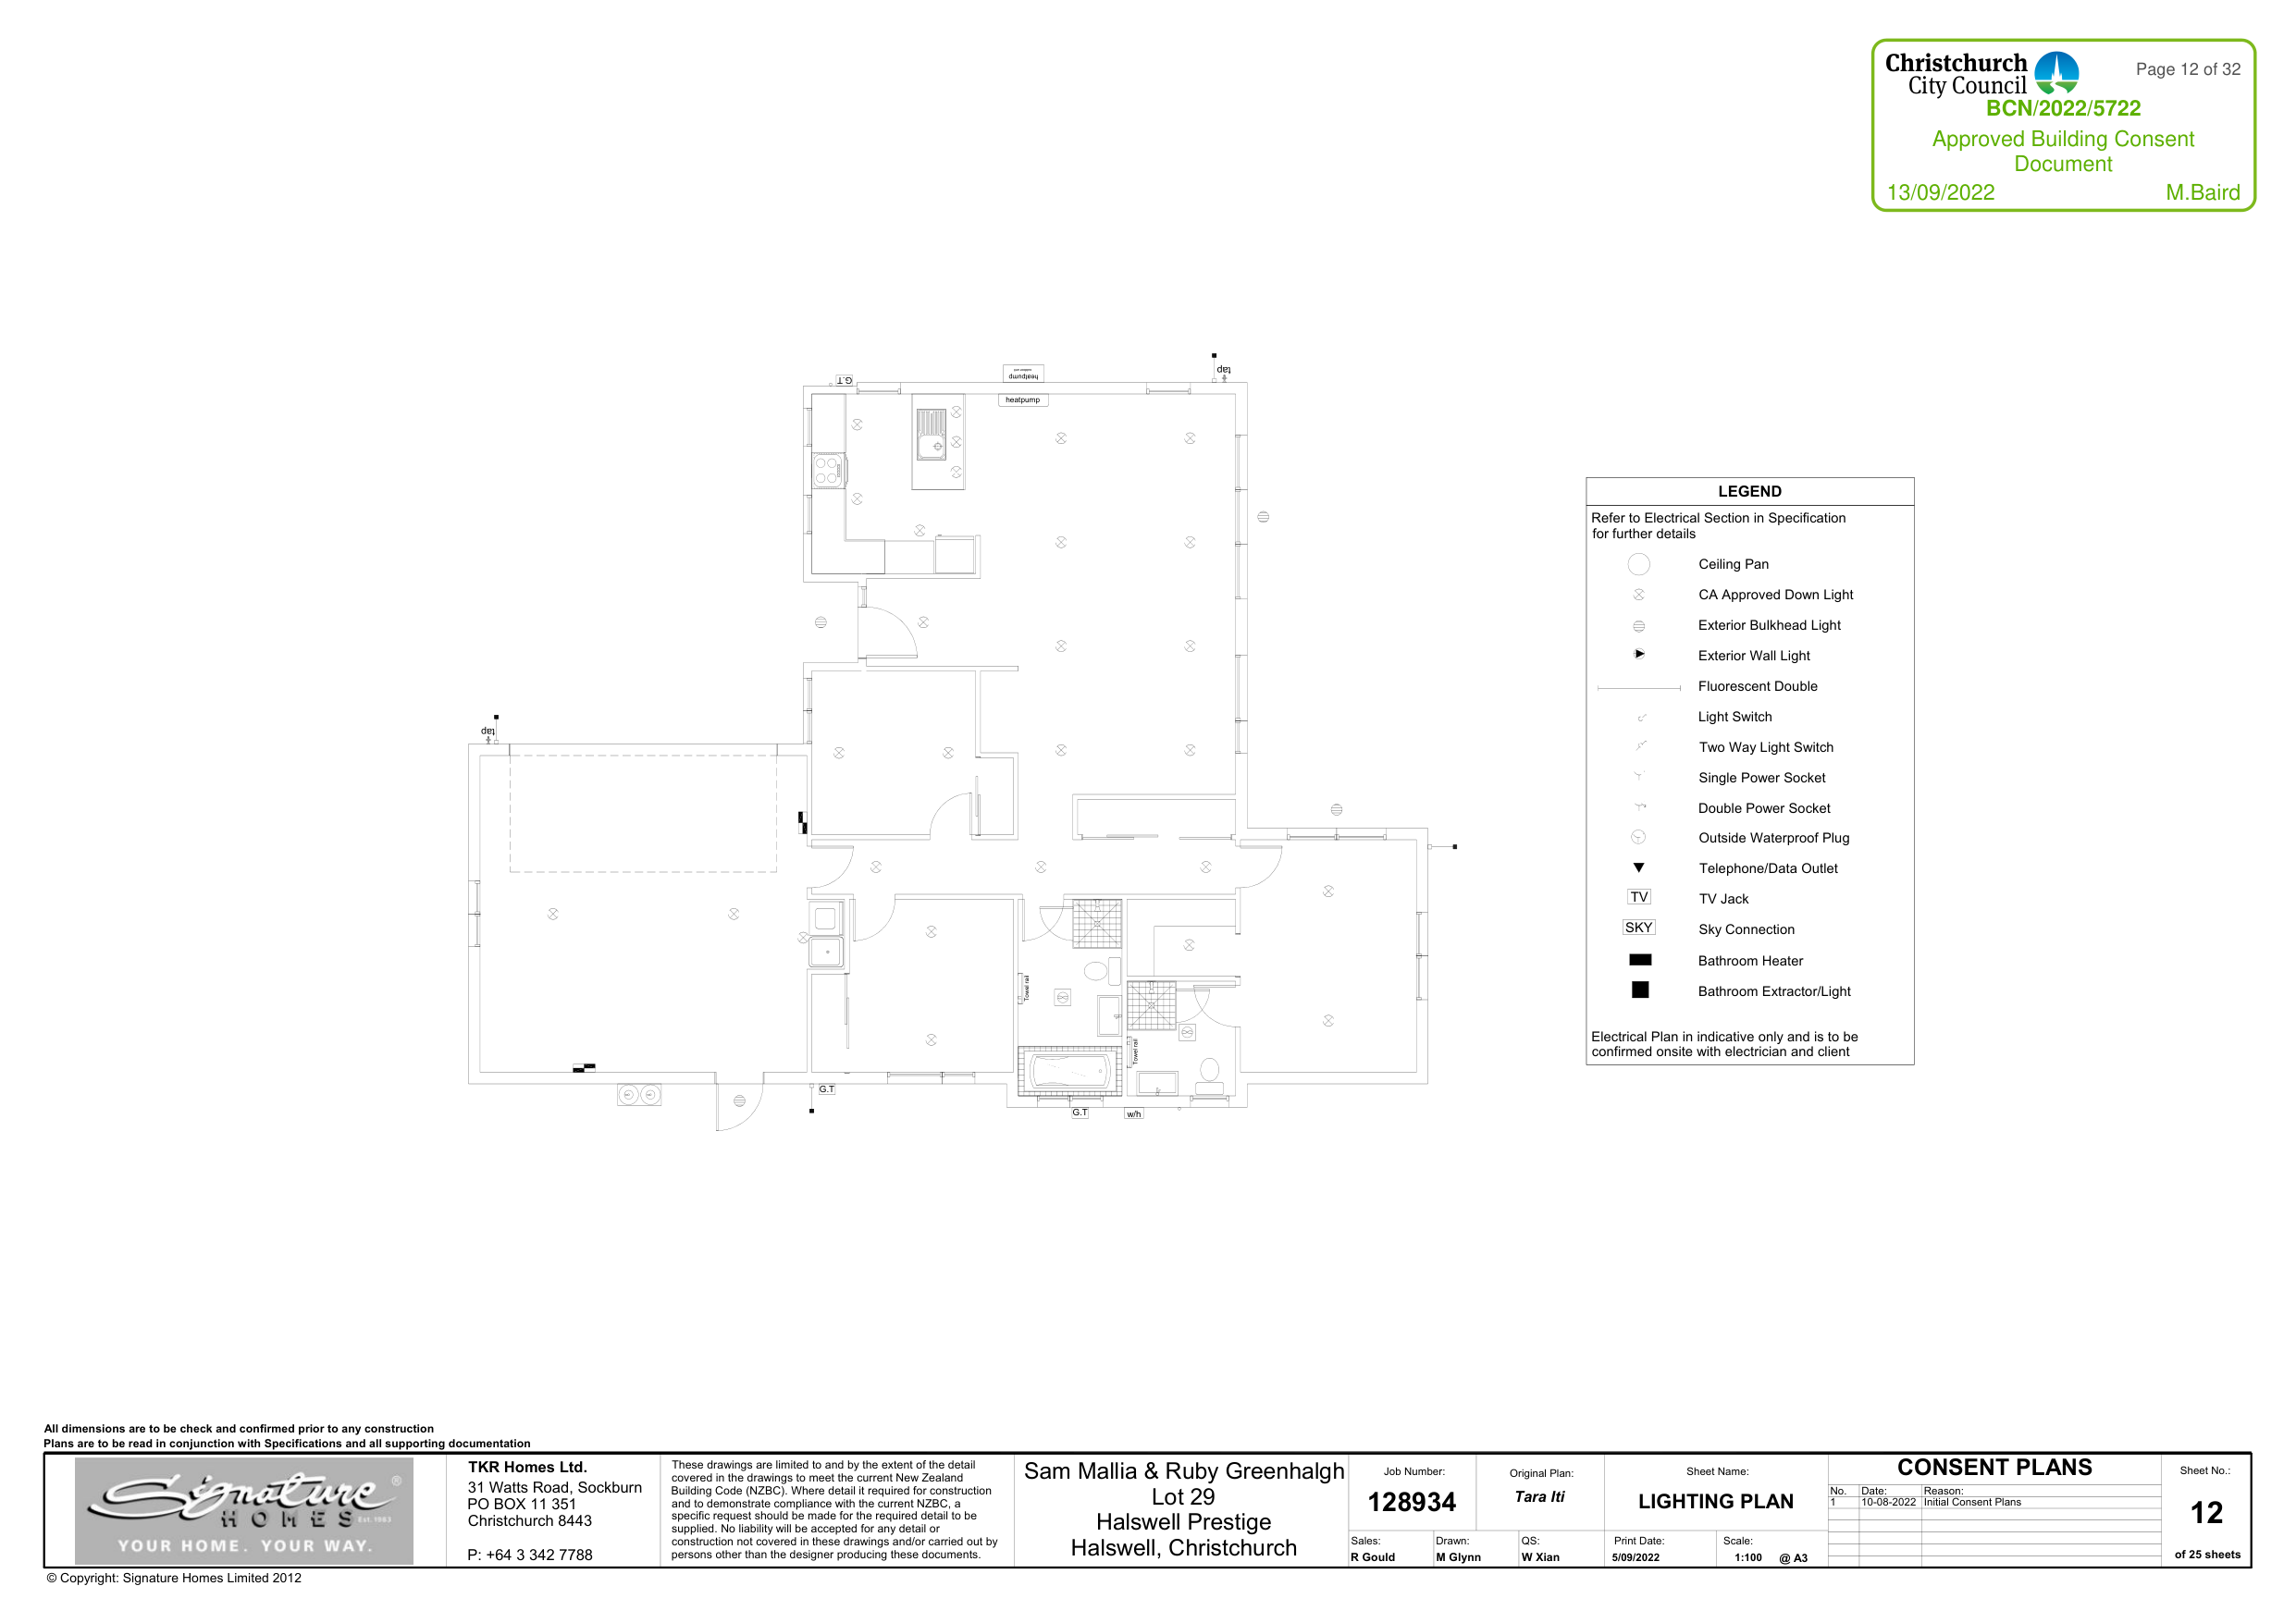 Christchurch
City Council
Page 12 of 32
BCN/2022/5722
Approved Building Consent
Document
13/09/2022 M.Baird
G.T
heatpump
heatpump
tap
tap
LEGEND
Refer to Electrical Section in Specification
for further details
Ceiling Pan
CA Approved Down Light
Exterior Bulkhead Light
Exterior Wall Light
Fluorescent Double
Light Switch
Two Way Light Switch
Single Power Socket
Double Power Socket
Outside Waterproof Plug
Telephone/Data Outlet
TV TV Jack
SKY Sky Connection
Bathroom Heater
Bathroom Extractor/Light
Electrical Plan in indicative only and is to be
confirmed onsite with electrician and client
Towel rail
Towel rail
G.T
G.T
w/h
All dimensions are to be check and confirmed prior to any construction
Plans are to be read in conjunction with Specifications and all supporting documentation
Signature ®
HOMES Est. 1983
YOUR HOME. YOUR WAY.
TKR Homes Ltd.
31 Watts Road, Sockburn
PO BOX 11 351
Christchurch 8443
P: +64 3 342 7788
These drawings are limited to and by the extent of the detail
covered in the drawings to meet the current New Zealand
Building Code (NZBC). Where detail it required for construction
and to demonstrate compliance with the current NZBC, a
specific request should be made for the required detail to be
supplied. No liability will be accepted for any detail or
construction not covered in these drawings and/or carried out by
persons other than the designer producing these documents.
Sam Mallia & Ruby Greenhalgh
Lot 29
Halswell Prestige
Halswell, Christchurch
Job Number:
128934
Original Plan:
Tara Iti
Sales:
R Gould
Drawn:
M Glynn
QS:
W Xian
Sheet Name:
LIGHTING PLAN
Print Date:
5/09/2022
Scale:
1:100 @ A3
CONSENT PLANS
No. Date: Reason:
1 10-08-2022 Initial Consent Plans
Sheet No.:
12
of 25 sheets
© Copyright: Signature Homes Limited 2012